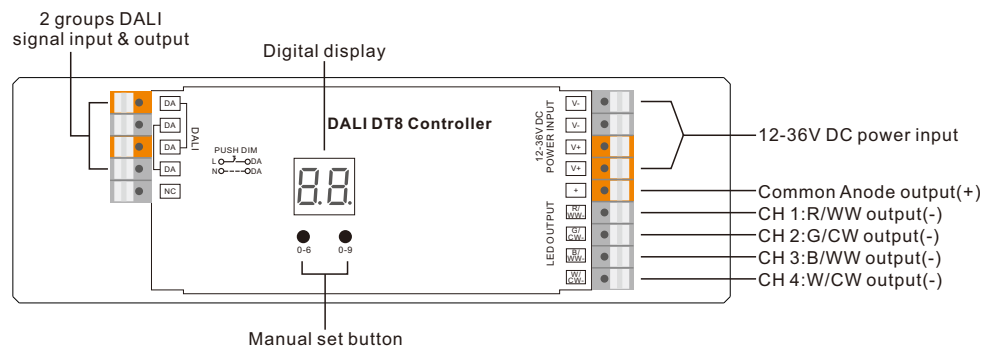 2 groups DALI
signal input & output
Digital display
DA
DA
DA
DA
NC
DALI
PUSH DIM
L DA
N DA
DALI DT8 Controller
8.8.
0-6
0-9
Manual set button
12-36V DC
POWER INPUT
LED OUTPUT
V-
V-
V+
V+
+
R/
WW-
G/
CW-
B/
WW-
W/
CW-
12-36V DC power input
Common Anode output(+)
CH 1:R/WW output(-)
CH 2:G/CW output(-)
CH 3:B/WW output(-)
CH 4:W/CW output(-)